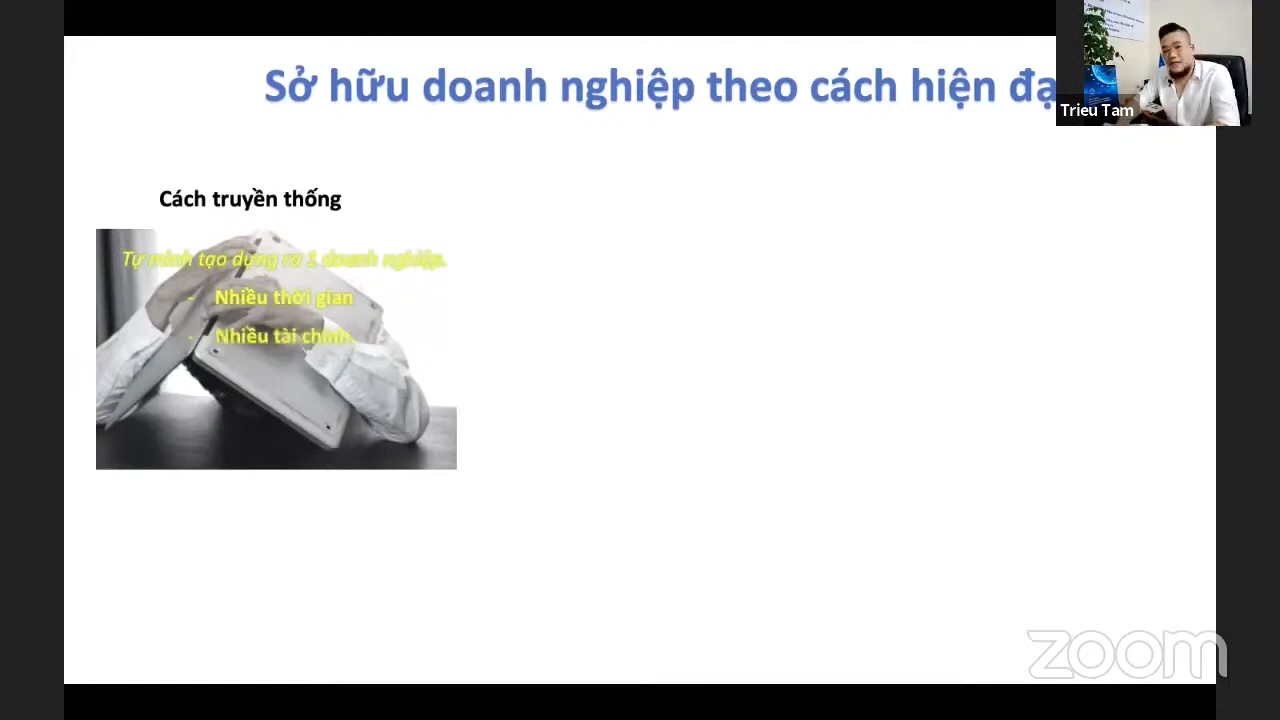 Sở hữu doanh nghiệp theo cách hiện đạ
Trieu Tam
Cách truyền thống
Tự mình tạo dựng ra 1 doanh nghiệp.
- Nhiều thời gian
- Nhiều tài chính
zoom